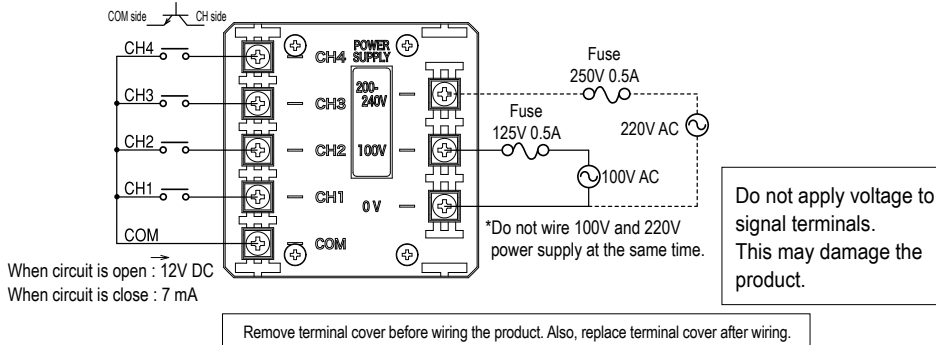 COM side
CH side
CH4
CH3
CH2
CH1
COM
When circuit is open : 12V DC
When circuit is close : 7 mA
CH4
CH3
CH2
CH1
COM
POWER
SUPPLY
200-
240V
100V
0 V
Fuse
250V 0.5A
Fuse
125V 0.5A
220V AC
100V AC
*Do not wire 100V and 220V
power supply at the same time.
Do not apply voltage to
signal terminals.
This may damage the
product.
Remove terminal cover before wiring the product. Also, replace terminal cover after wiring.